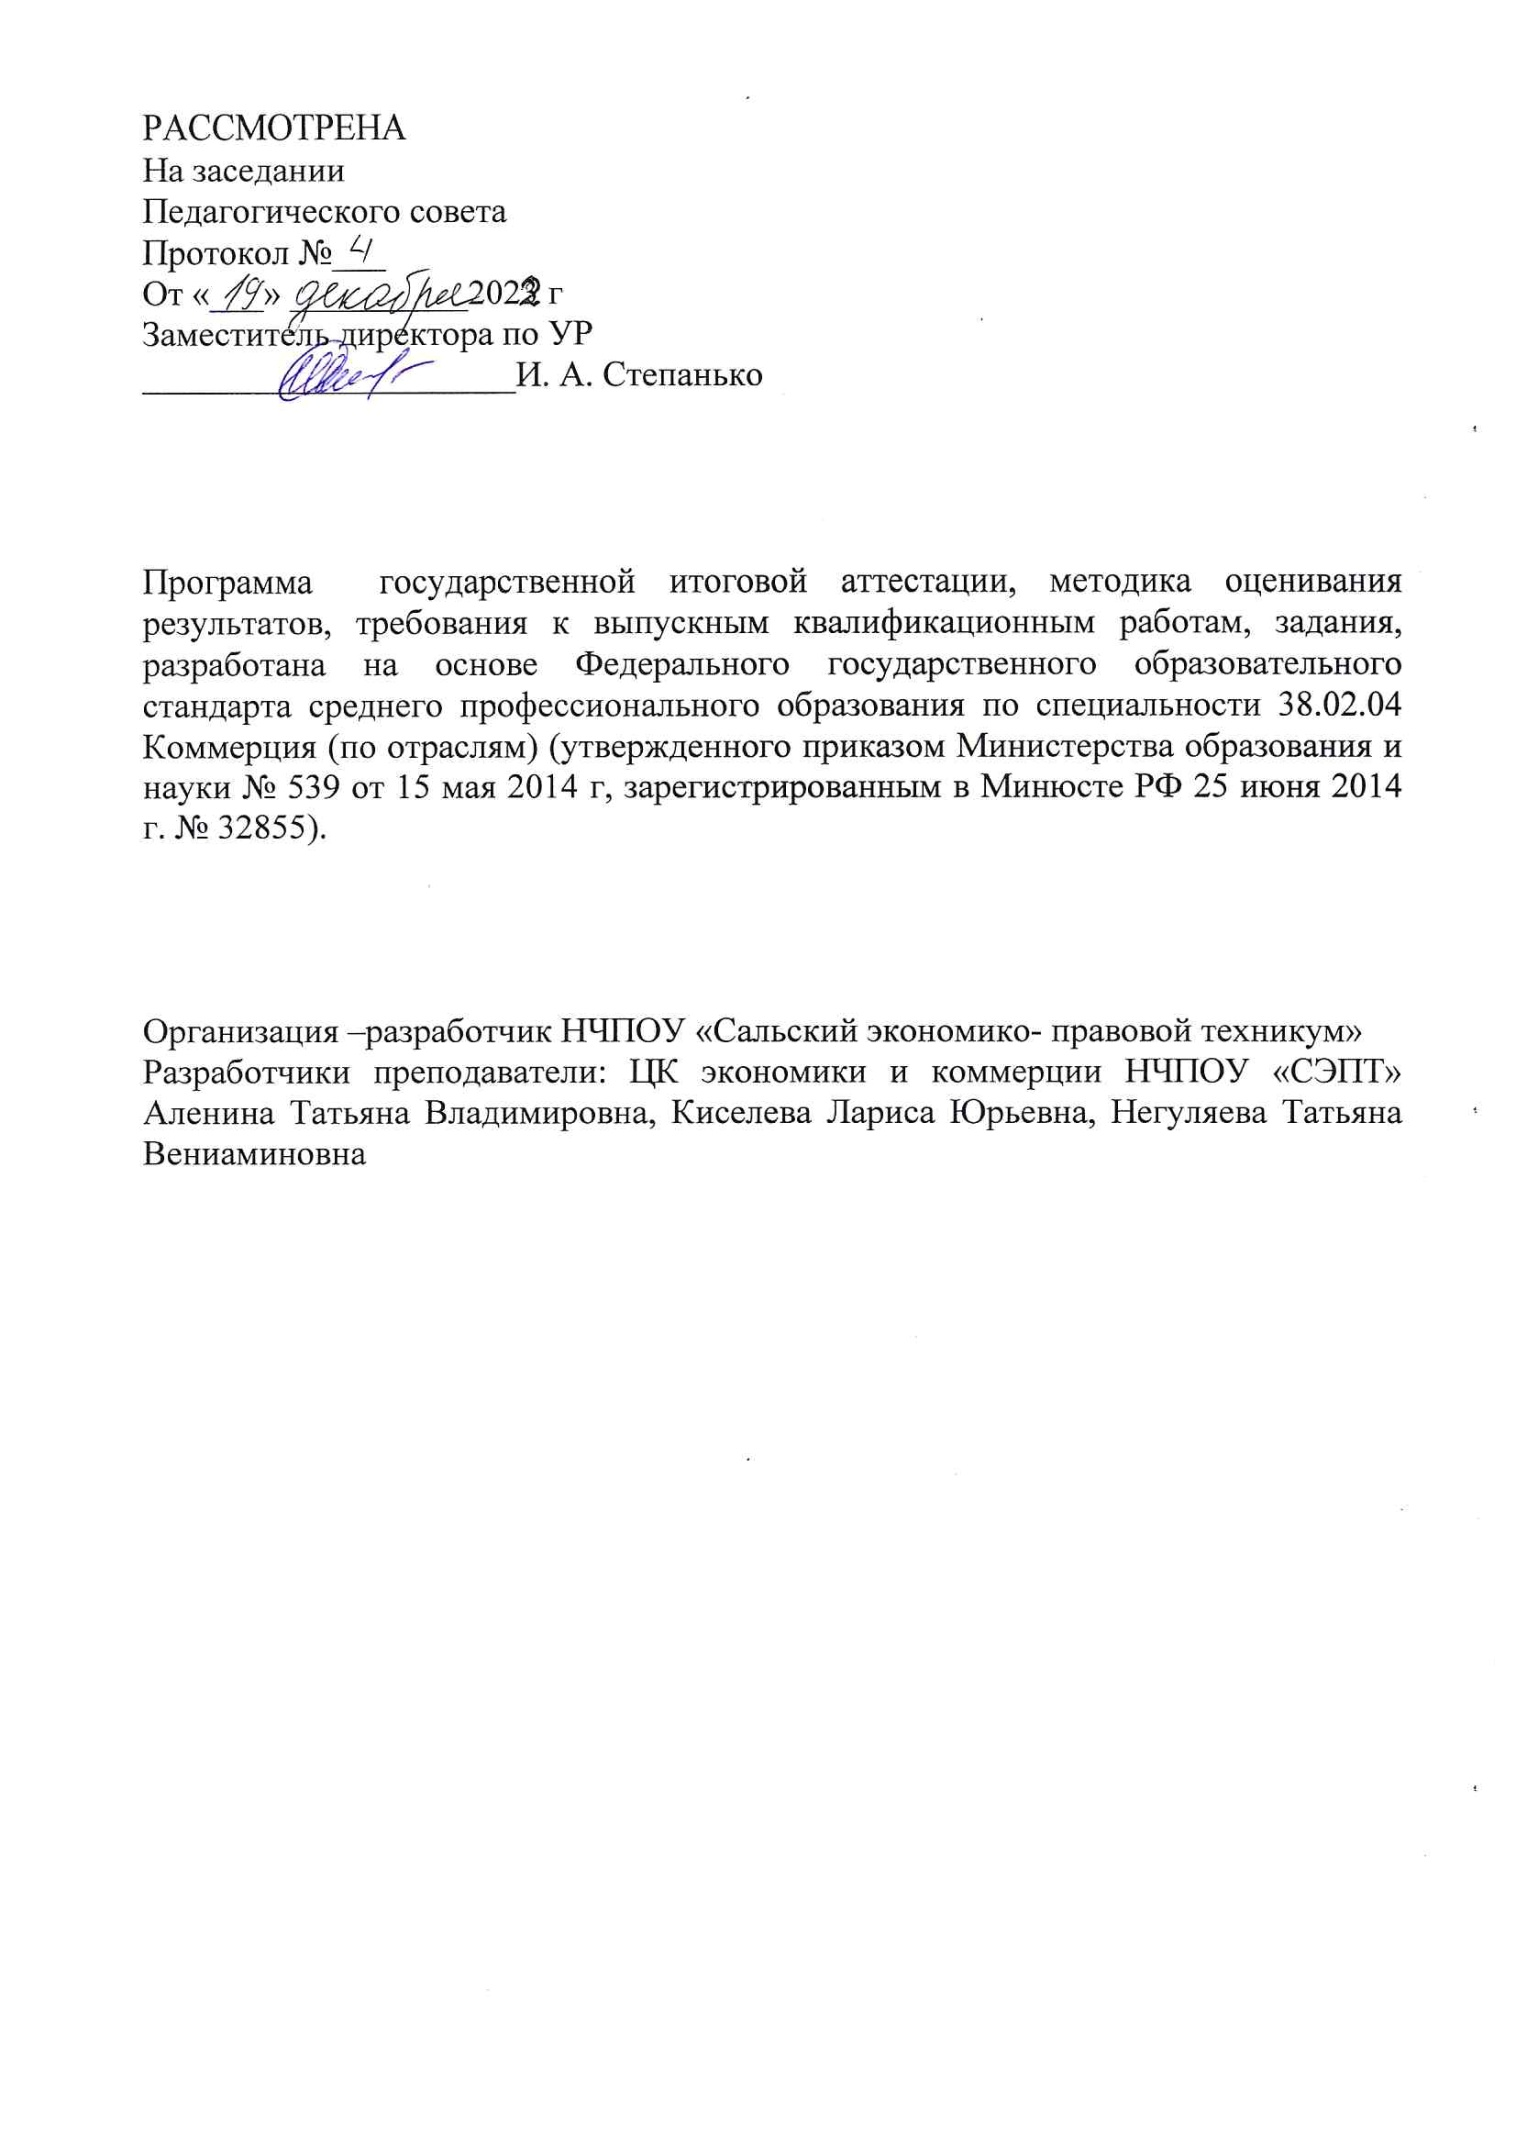 РАССМОТРЕНА
На заседании
Педагогического совета
Протокол № 4
От « 19 » декабря 2022 г
Заместитель директора по УР
И. А. Степанько
Программа государственной итоговой аттестации, методика оценивания
результатов, требования к выпускным квалификационным работам, задания,
разработана на основе Федерального государственного образовательного
стандарта среднего профессионального образования по специальности 38.02.04
Коммерция (по отраслям) (утвержденного приказом Министерства образования и
науки № 539 от 15 мая 2014 г, зарегистрированным в Минюсте РФ 25 июня 2014
г. № 32855).
Организация –разработчик НЧПОУ «Сальский экономико- правовой техникум»
Разработчики преподаватели: ЦК экономики и коммерции НЧПОУ «СЭПТ»
Аленина Татьяна Владимировна, Киселева Лариса Юрьевна, Негуляева Татьяна
Вениаминовна